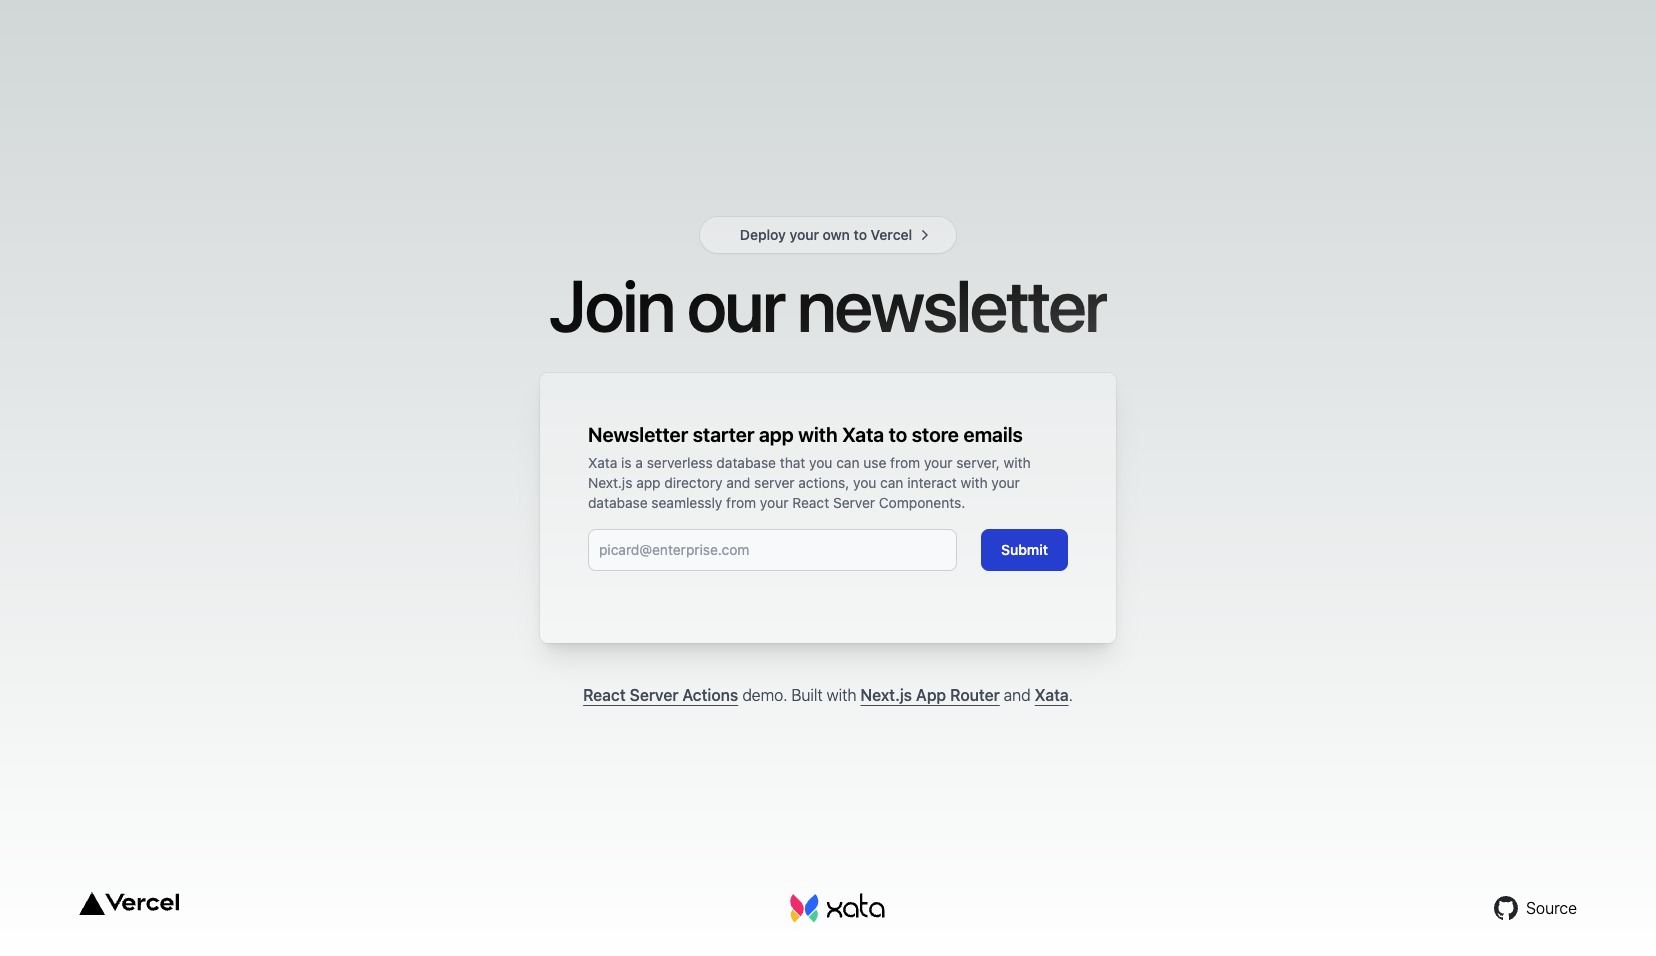 Deploy your own to Vercel
Join our newsletter
Newsletter starter app with Xata to store emails
Xata is a serverless database that you can use from your server, with
Next.js app directory and server actions, you can interact with your
database seamlessly from your React Server Components.
picard@enterprise.com
Submit
React Server Actions demo. Built with Next.js App Router and Xata.
Vercel
xata
Source